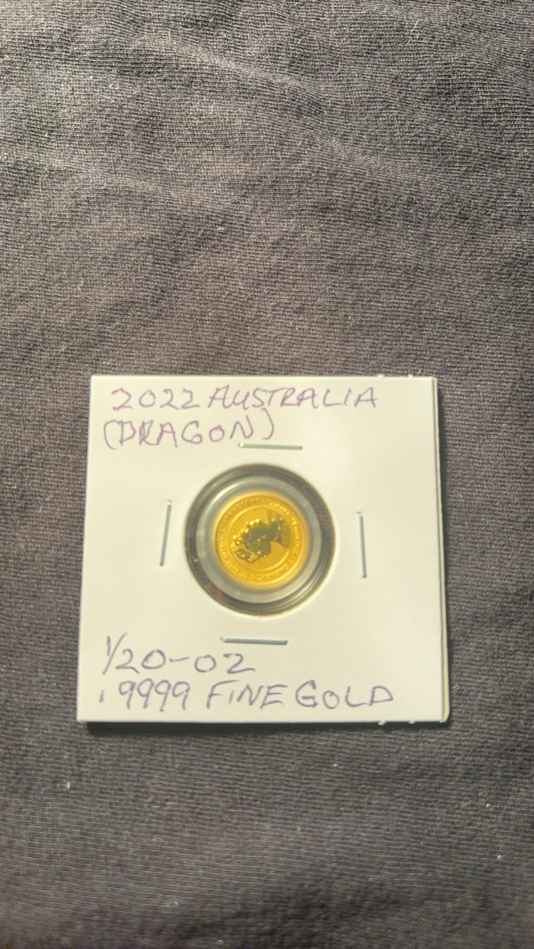 2022 AUSTRALIA
(DRAGON)
1/20-OZ
.9999 FINE GOLD